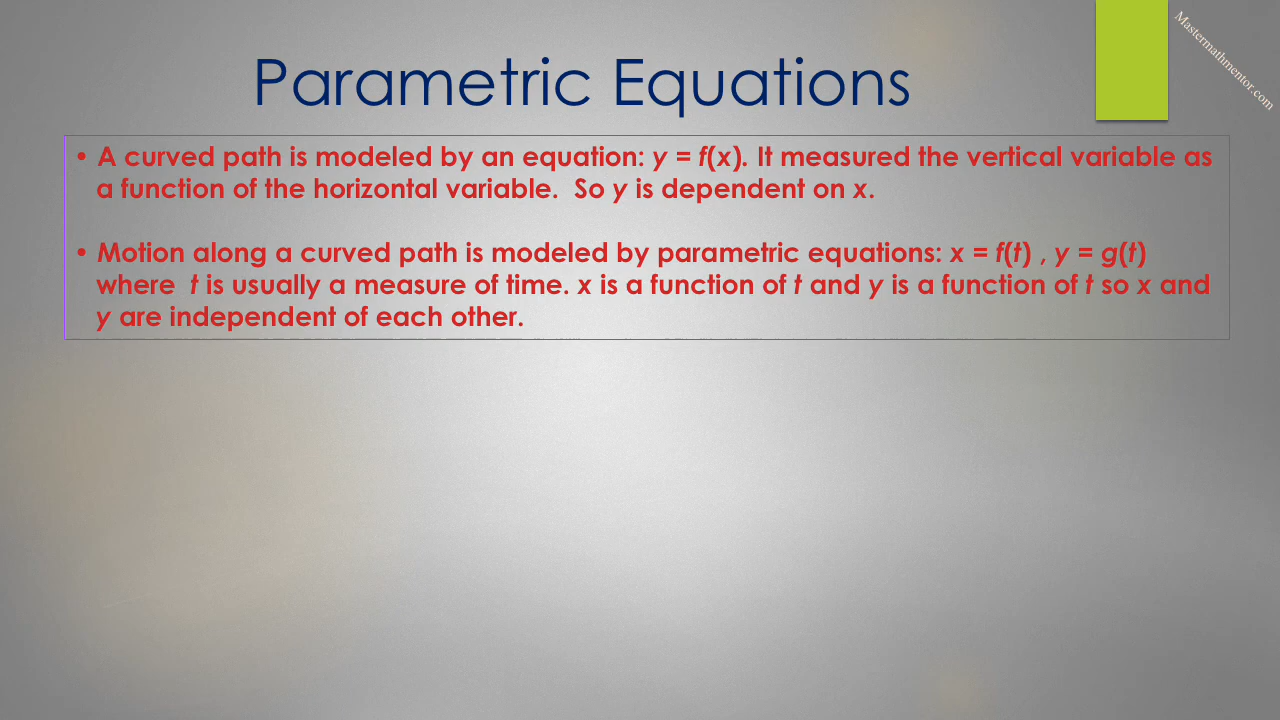 Mastermathmentor.com
Parametric Equations
• A curved path is modeled by an equation: y = f(x). It measured the vertical variable as
a function of the horizontal variable.  So y is dependent on x.
• Motion along a curved path is modeled by parametric equations: x = f(t) , y = g(t)
where  t is usually a measure of time. x is a function of t and y is a function of t so x and
y are independent of each other.